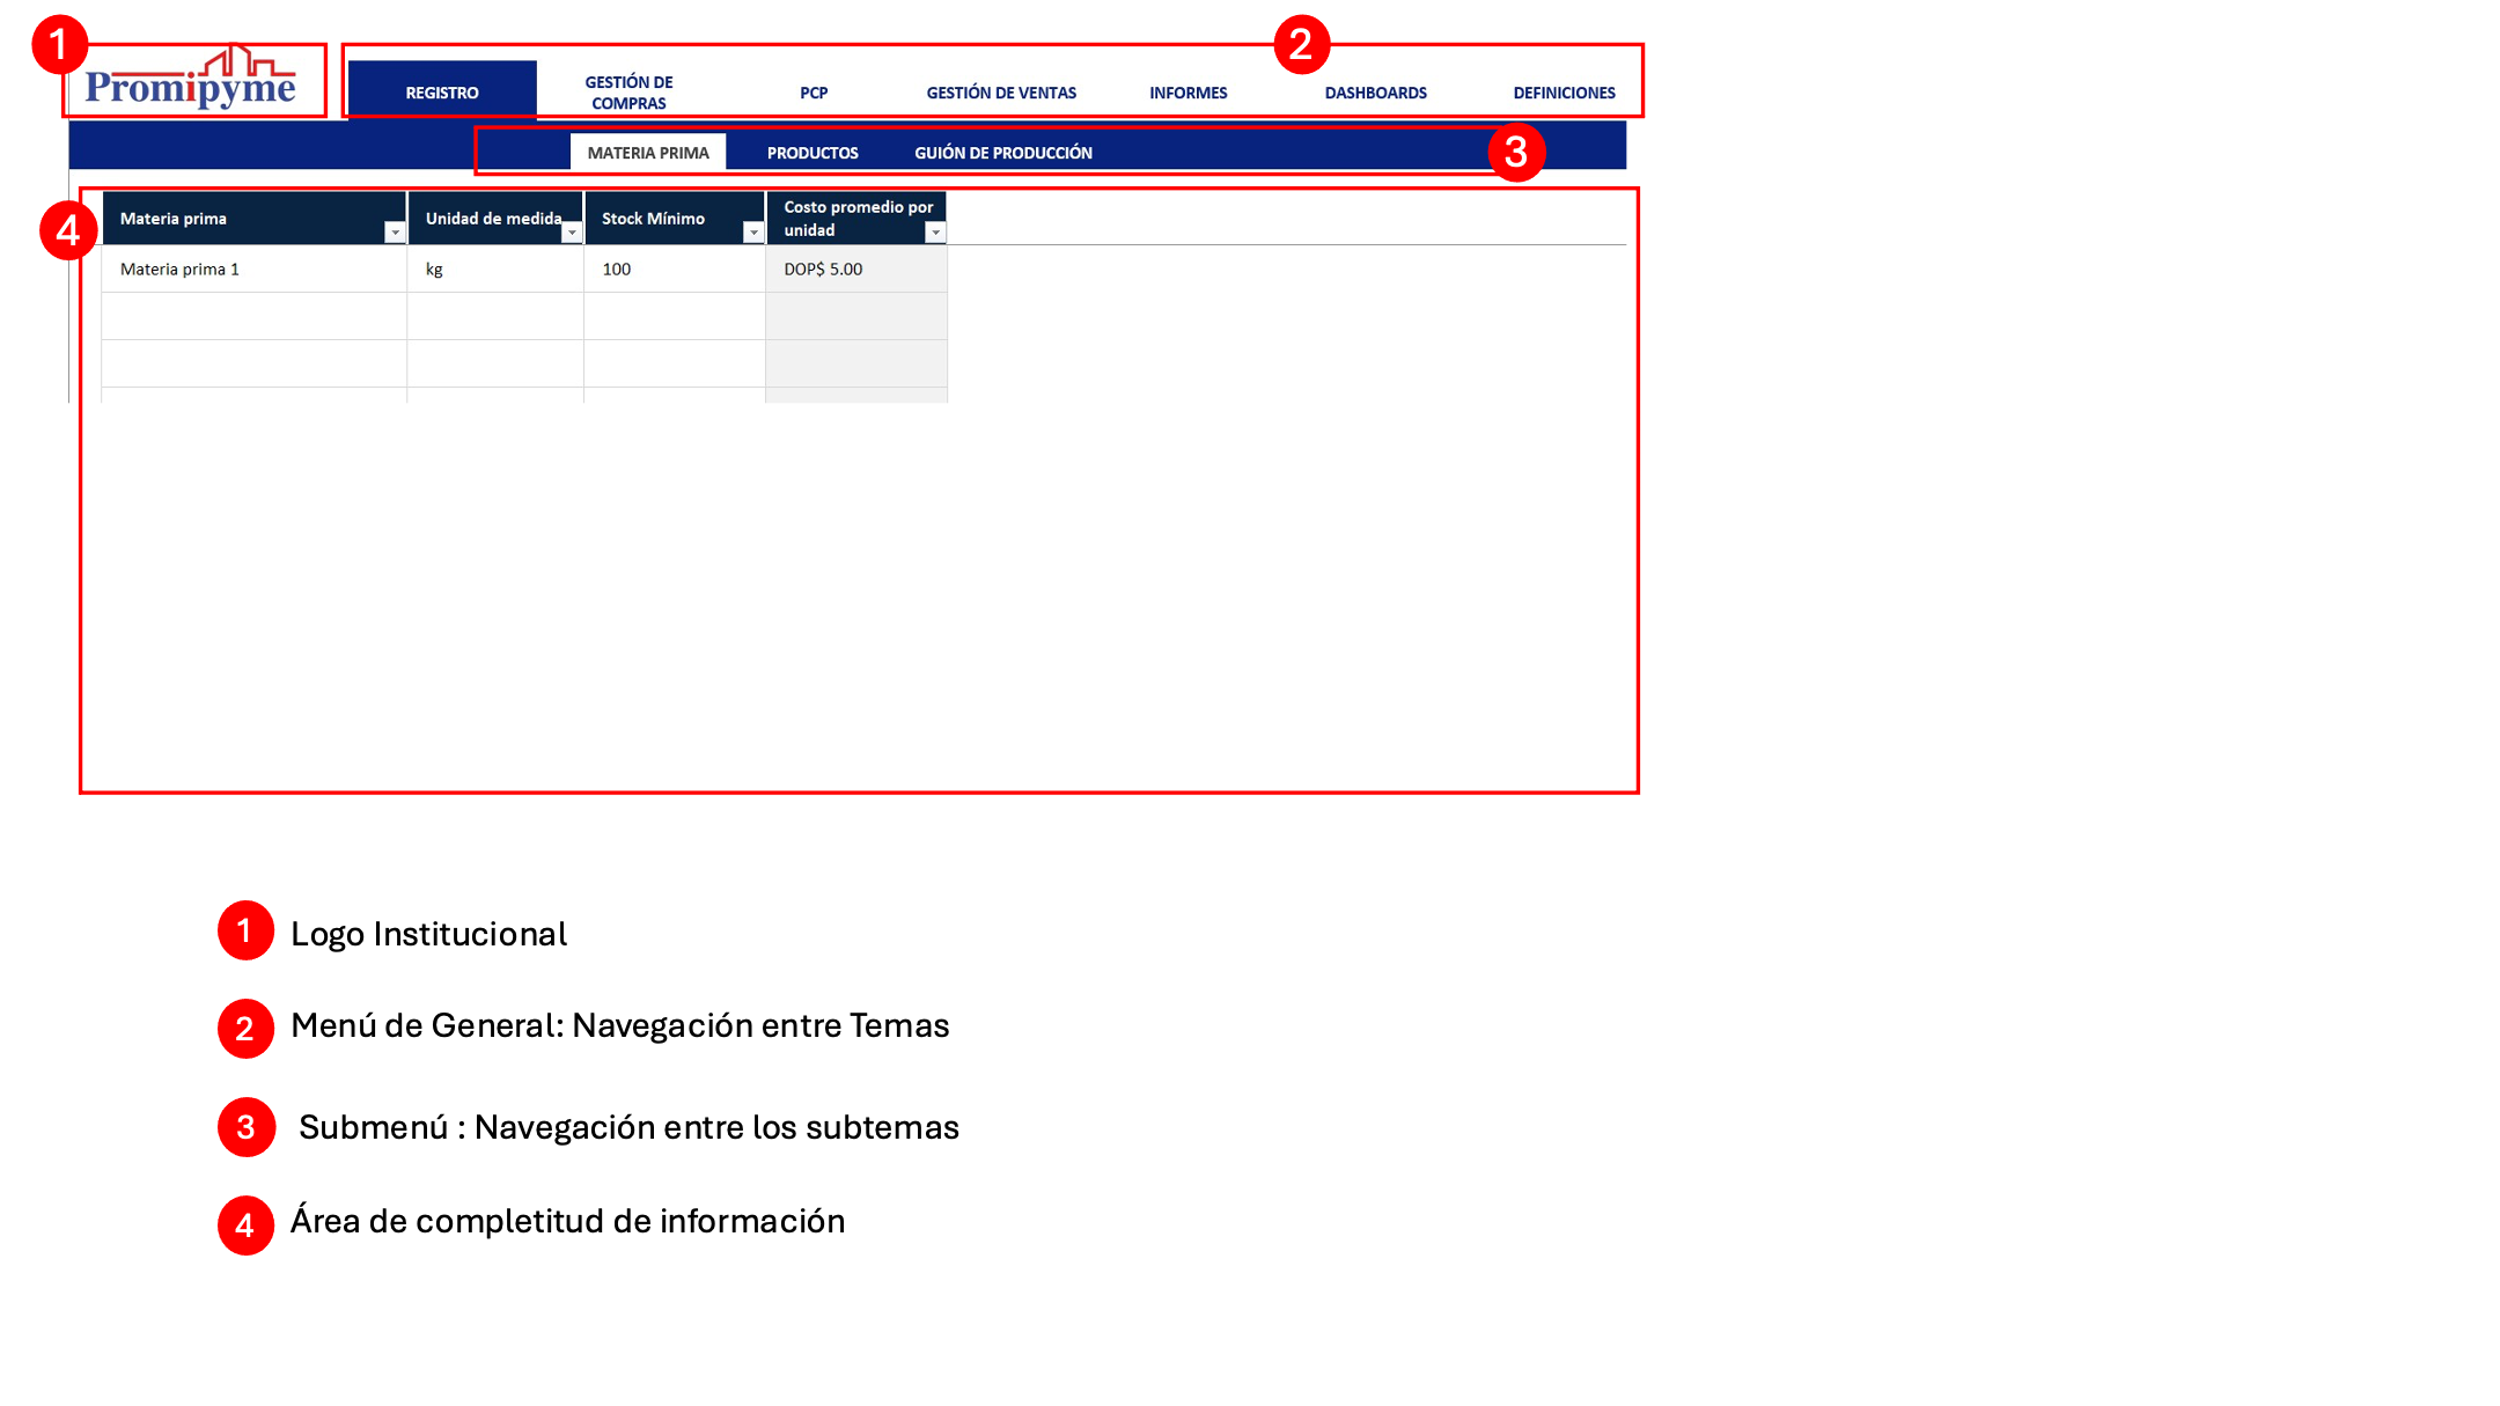 1
2
Promipyme
REGISTRO
GESTIÓN DE
COMPRAS
PCP
GESTIÓN DE VENTAS
INFORMES
DASHBOARDS
DEFINICIONES
MATERIA PRIMA
PRODUCTOS
GUIÓN DE PRODUCCIÓN
3
4
Materia prima
Unidad de medida
Stock Mínimo
Costo promedio por
unidad
Materia prima 1
kg
100
DOP$ 5.00
1 Logo Institucional
2 Menú de General: Navegación entre Temas
3 Submenú : Navegación entre los subtemas
4 Área de completitud de información